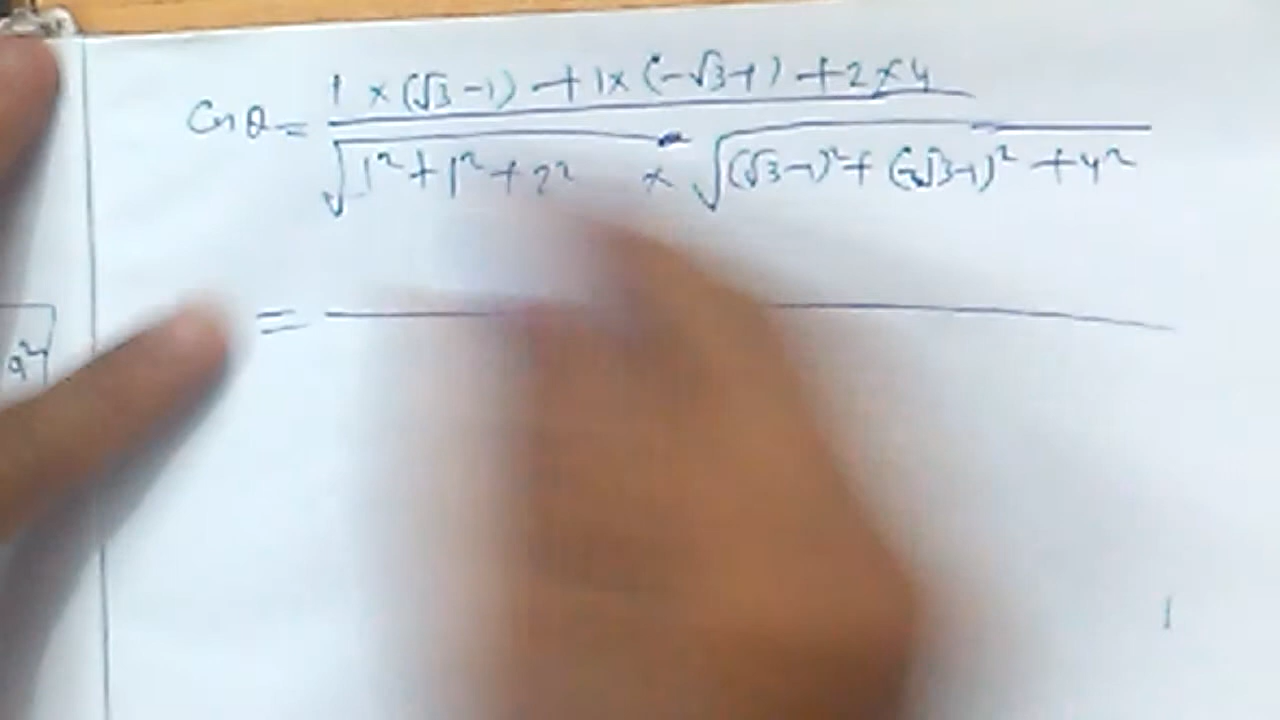 Cos θ = 1 × (√3 - 1) + 1 × (-√3 - 1) + 2 × 4
√1² + 1² + 2² × √(√3 - 1)² + (-√3 - 1)² + 4²
=
a²